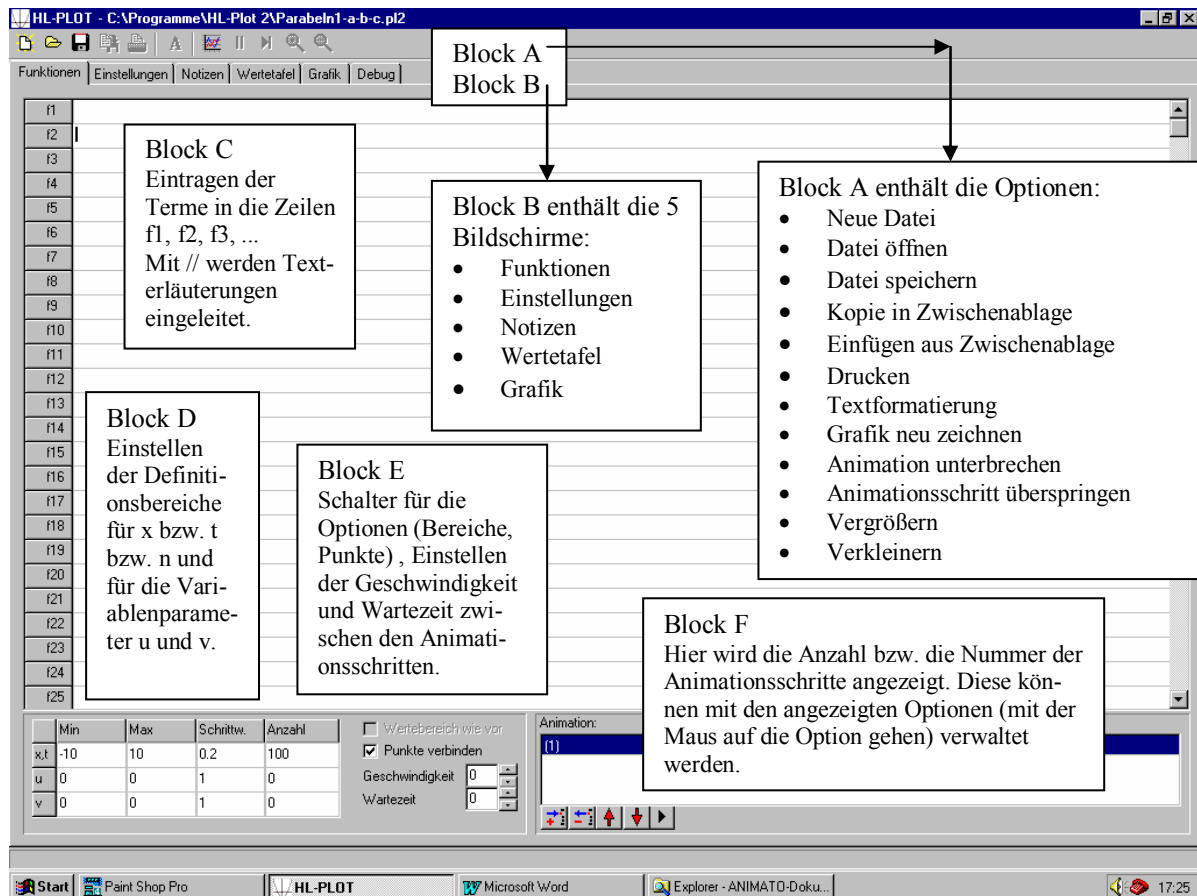 HL-PLOT - C:\Programme\HL-Plot 2\Parabeln1-a-b-c.pl2
Funktionen Einstellungen Notizen Wertetafel Grafik Debug
Block A
Block B
f1
f2
f3
f4
f5
f6
f7
f8
f9
f10
f11
f12
f13
f14
f15
f16
f17
f18
f19
f20
f21
f22
f23
f24
f25
Block C
Eintragen der
Terme in die Zeilen
f1, f2, f3, ...
Mit // werden Text-
erläuterungen
eingeleitet.
Block B enthält die 5
Bildschirme:
• Funktionen
• Einstellungen
• Notizen
• Wertetafel
• Grafik
Block A enthält die Optionen:
• Neue Datei
• Datei öffnen
• Datei speichern
• Kopie in Zwischenablage
• Einfügen aus Zwischenablage
• Drucken
• Textformatierung
• Grafik neu zeichnen
• Animation unterbrechen
• Animationsschritt überspringen
• Vergrößern
• Verkleinern
Block D
Einstellen
der Definiti-
onsbereiche
für x bzw. t
bzw. n und
für die Vari-
ablenparame-
ter u und v.
Block E
Schalter für die
Optionen (Bereiche,
Punkte) , Einstellen
der Geschwindigkeit
und Wartezeit zwi-
schen den Animati-
onsschritten.
Block F
Hier wird die Anzahl bzw. die Nummer der
Animationsschritte angezeigt. Diese kön-
nen mit den angezeigten Optionen (mit der
Maus auf die Option gehen) verwaltet
werden.
Min Max Schrittw. Anzahl
x,t -10 10 0.2 100
u 0 0 1 0
v 0 0 1 0
Wertebereich wie vor
Punkte verbinden
Geschwindigkeit 0
Wartezeit 0
Animation:
(1)
Start Paint Shop Pro HL-PLOT Microsoft Word Explorer - ANIMATO-Doku... 17:25